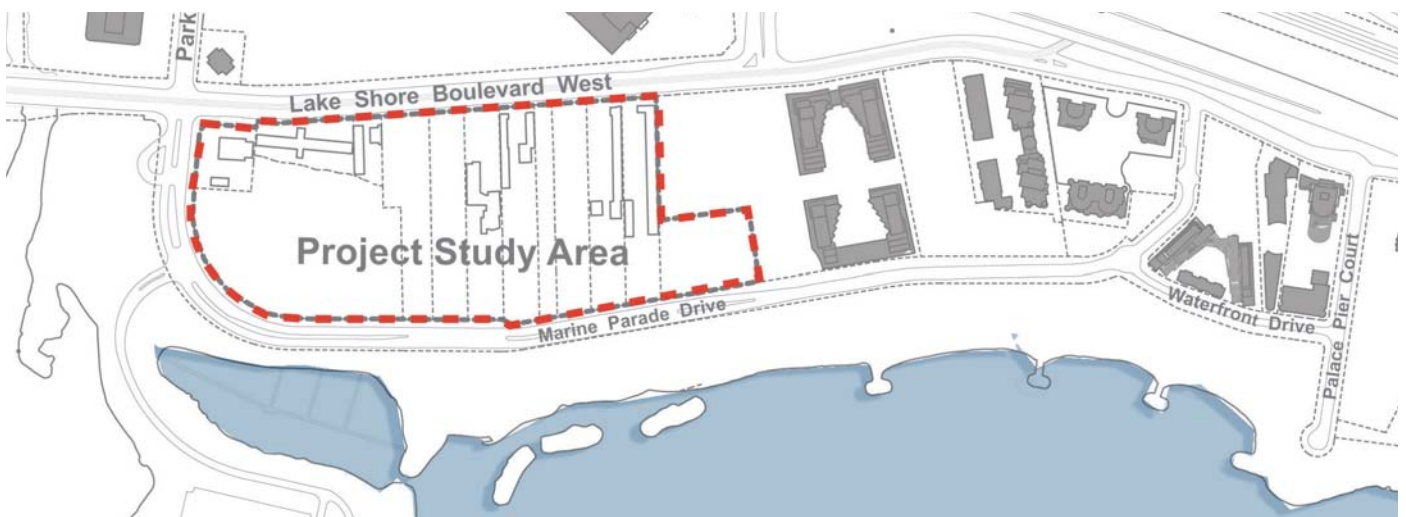 Park
Lake Shore Boulevard West
Project Study Area
Marine Parade Drive
Waterfront Drive
Palace Pier Court